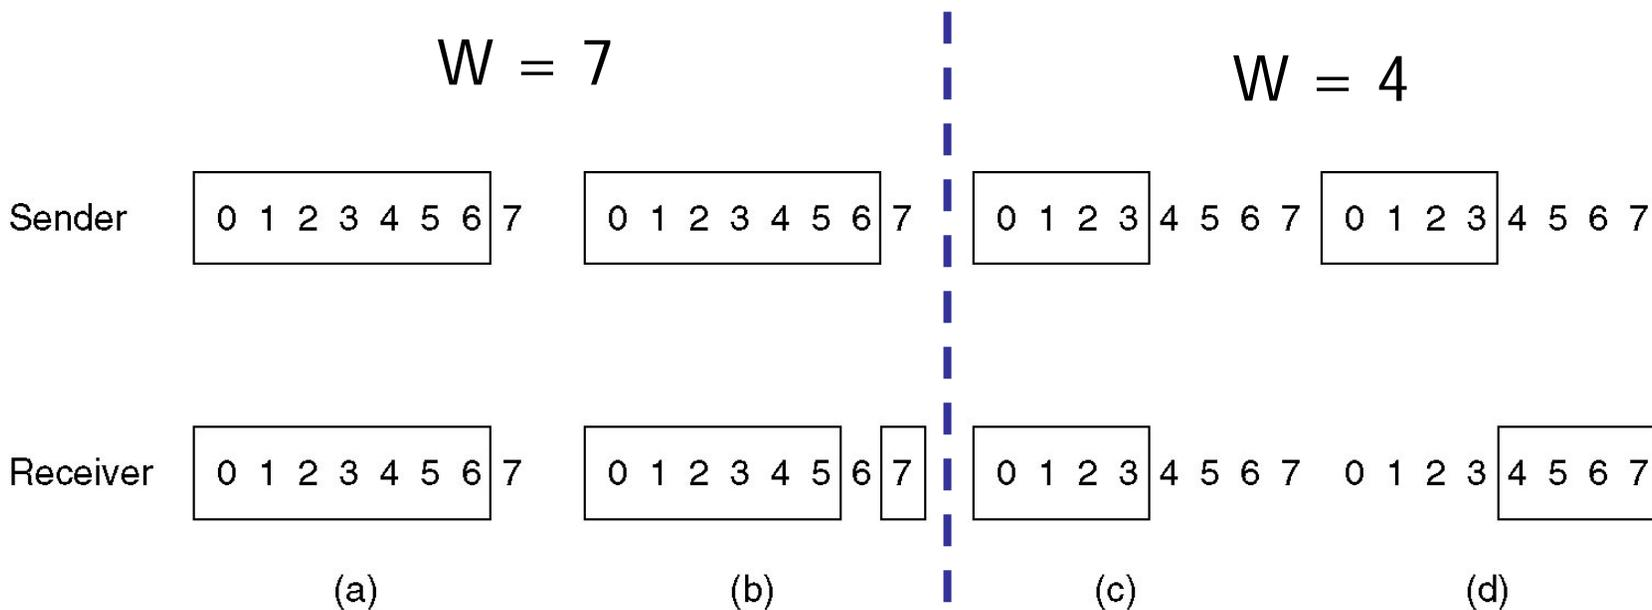 W = 7
W = 4
Sender 0 1 2 3 4 5 6 7 0 1 2 3 4 5 6 7 0 1 2 3 4 5 6 7 0 1 2 3 4 5 6 7
Receiver 0 1 2 3 4 5 6 7 0 1 2 3 4 5 6 7 0 1 2 3 4 5 6 7 0 1 2 3 4 5 6 7
(a) (b) (c) (d)